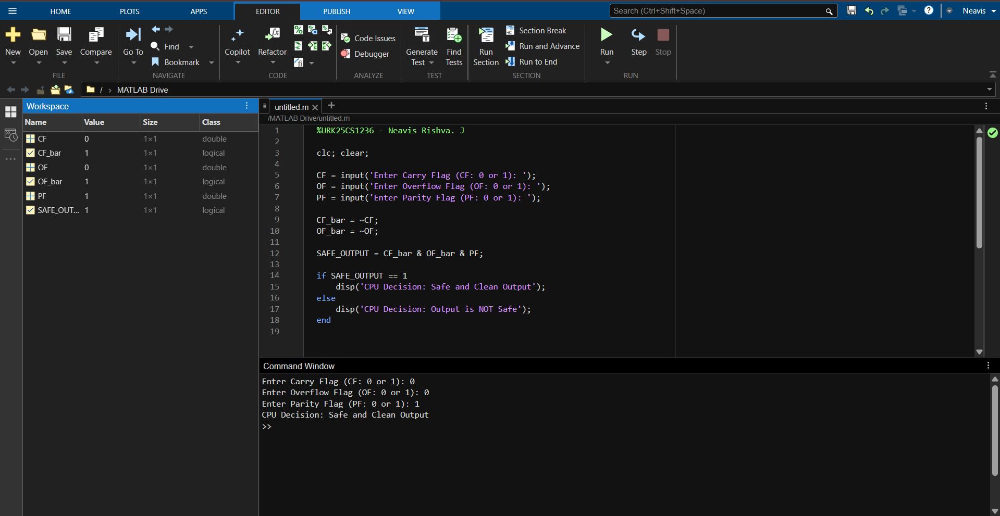 HOME PLOTS APPS EDITOR PUBLISH VIEW Search (Ctrl+Shift+Space) Neavis
New Open Save Compare
FILE
Go To Find Bookmark
NAVIGATE
Copilot Refactor
CODE
Code Issues
Debugger
ANALYZE
Generate Test Find Tests
TEST
Run Section Section Break
Run and Advance
Run to End
SECTION
Run Step Stop
RUN
/ › MATLAB Drive
Workspace
Name Value Size Class
CF 0 1×1 double
CF_bar 1 1×1 logical
OF 0 1×1 double
OF_bar 1 1×1 logical
PF 1 1×1 double
SAFE_OUT... 1 1×1 logical
untitled.m
/MATLAB Drive/untitled.m
1 %URK25CS1236 - Neavis Rishva. J
2
3 clc; clear;
4
5 CF = input('Enter Carry Flag (CF: 0 or 1): ');
6 OF = input('Enter Overflow Flag (OF: 0 or 1): ');
7 PF = input('Enter Parity Flag (PF: 0 or 1): ');
8
9 CF_bar = ~CF;
10 OF_bar = ~OF;
11
12 SAFE_OUTPUT = CF_bar & OF_bar & PF;
13
14 if SAFE_OUTPUT == 1
15 disp('CPU Decision: Safe and Clean Output');
16 else
17 disp('CPU Decision: Output is NOT Safe');
18 end
19
Command Window
Enter Carry Flag (CF: 0 or 1): 0
Enter Overflow Flag (OF: 0 or 1): 0
Enter Parity Flag (PF: 0 or 1): 1
CPU Decision: Safe and Clean Output
>>